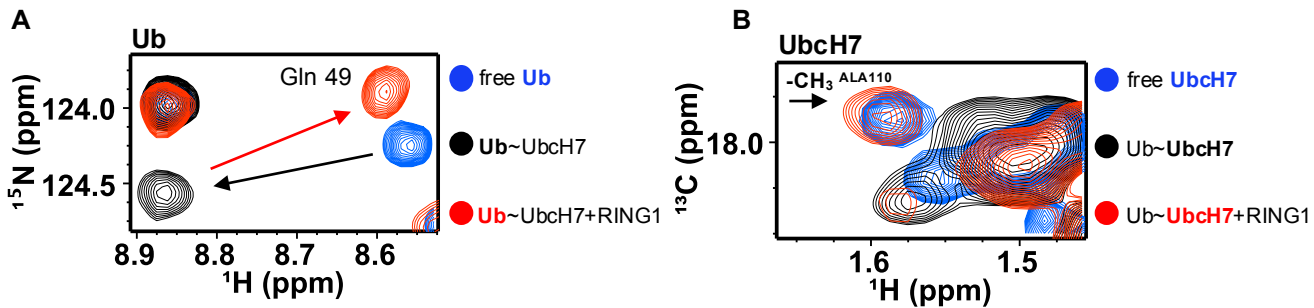 A
Ub
Gln 49
¹⁵N (ppm)
124.0
124.5
8.9
8.8
8.7
8.6
¹H (ppm)
free Ub
Ub~UbcH7
Ub~UbcH7+RING1
B
UbcH7
-CH₃ ᴬᴸᴬ¹¹⁰
¹³C (ppm)
18.0
1.6
1.5
¹H (ppm)
free UbcH7
Ub~UbcH7
Ub~UbcH7+RING1